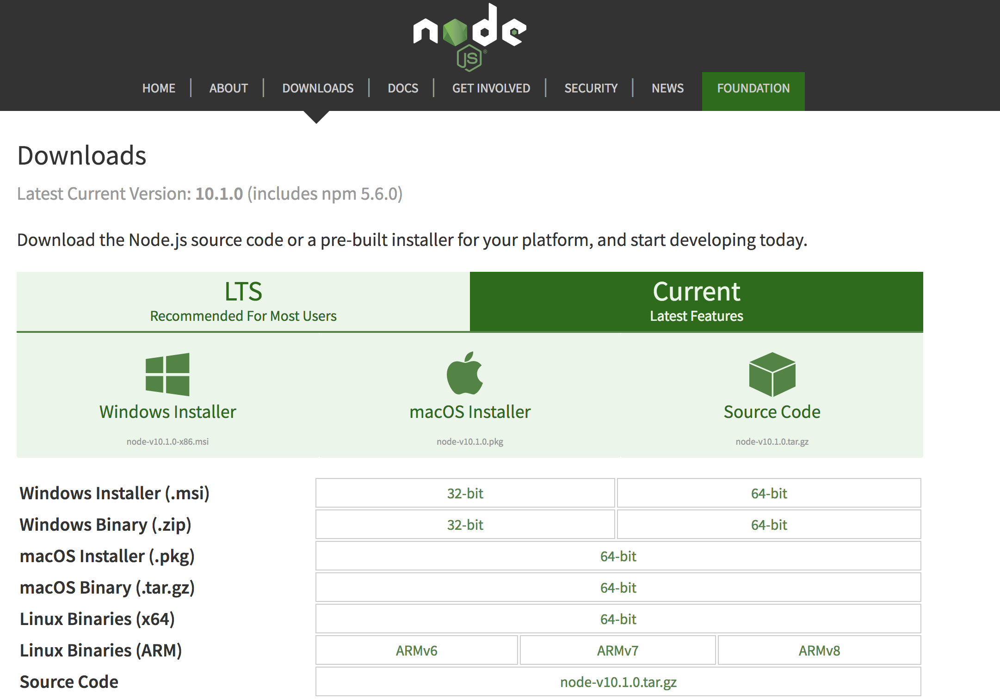 node
JS®
HOME | ABOUT | DOWNLOADS | DOCS | GET INVOLVED | SECURITY | NEWS FOUNDATION
Downloads
Latest Current Version: 10.1.0 (includes npm 5.6.0)
Download the Node.js source code or a pre-built installer for your platform, and start developing today.
LTS Current
Recommended For Most Users Latest Features
Windows Installer macOS Installer Source Code
node-v10.1.0-x86.msi node-v10.1.0.pkg node-v10.1.0.tar.gz
Windows Installer (.msi) 32-bit 64-bit
Windows Binary (.zip) 32-bit 64-bit
macOS Installer (.pkg) 64-bit
macOS Binary (.tar.gz) 64-bit
Linux Binaries (x64) 64-bit
Linux Binaries (ARM) ARMv6 ARMv7 ARMv8
Source Code node-v10.1.0.tar.gz